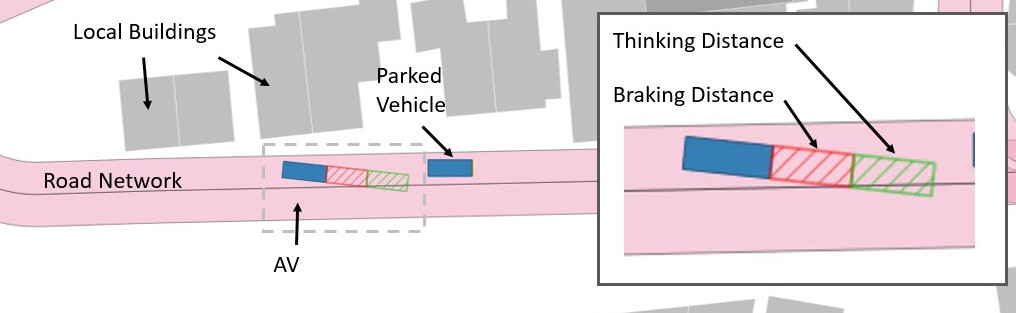 Local Buildings
Parked
Vehicle
Road Network
AV
Thinking Distance
Braking Distance